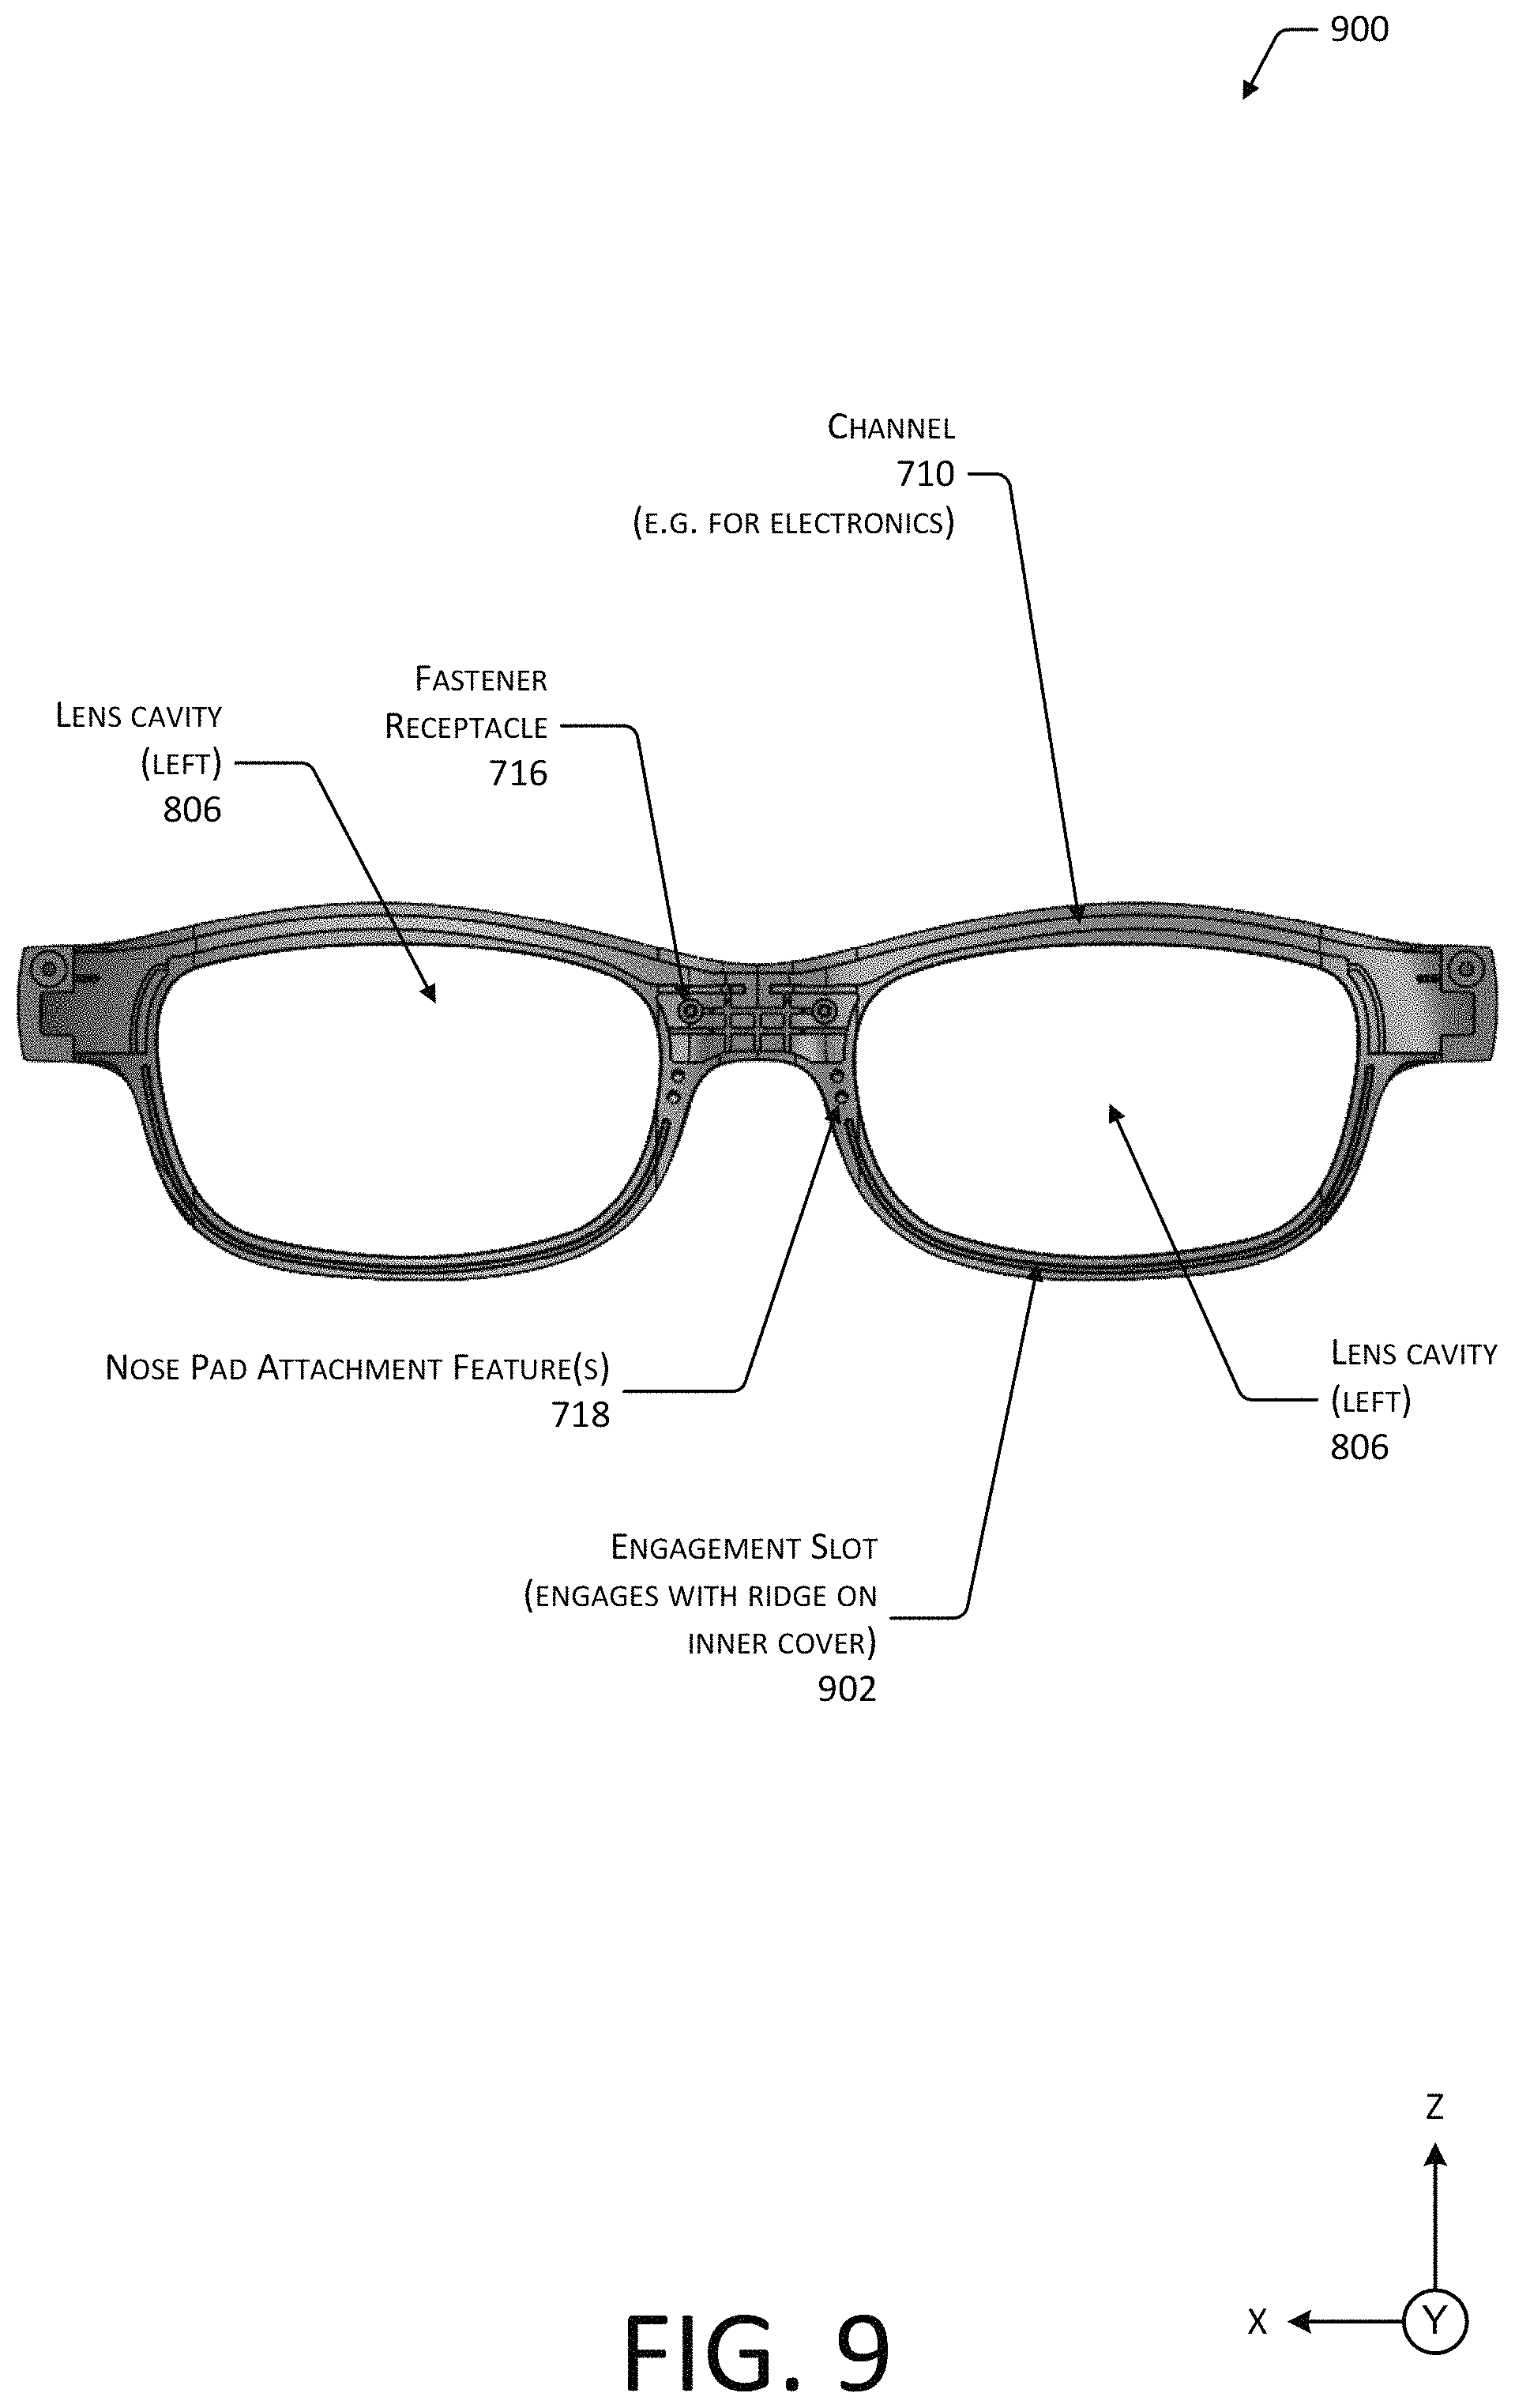 900
CHANNEL
710
(E.G. FOR ELECTRONICS)
FASTENER
RECEPTACLE
716
LENS CAVITY
(LEFT)
806
NOSE PAD ATTACHMENT FEATURE(S)
718
LENS CAVITY
(LEFT)
806
ENGAGEMENT SLOT
(ENGAGES WITH RIDGE ON
INNER COVER)
902
Z
X
Y
FIG. 9